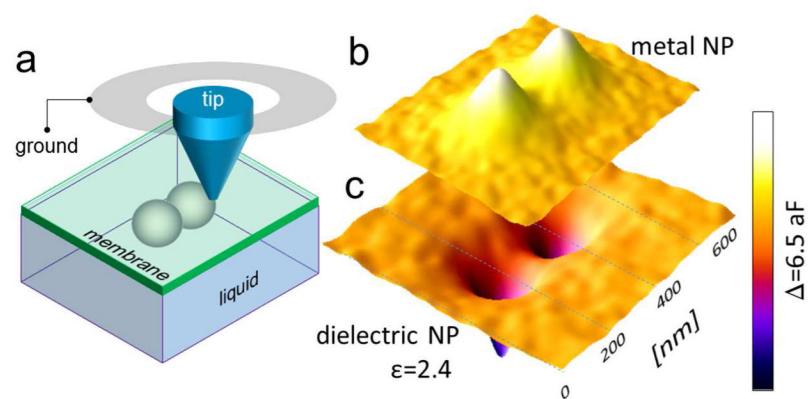 a
tip
ground
membrane
liquid
b
metal NP
c
dielectric NP
ε=2.4
0
200
400
600
[nm]
Δ=6.5 aF